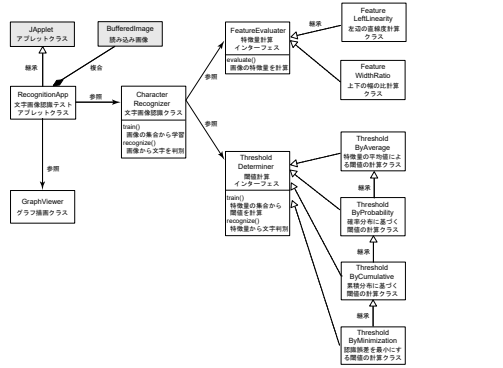 JApplet
アプレットクラス
BufferedImage
読み込み画像
継承
複合
RecognitionApp
文字画像認識テスト
アプレットクラス
参照
Character
Recognizer
文字画像認識クラス
train()
画像の集合から学習
recognize()
画像から文字を判別
参照
GraphViewer
グラフ描画クラス
参照
参照
FeatureEvaluater
特徴量計算
インターフェス
evaluate()
画像の特徴量を計算
継承
Feature
LeftLinearity
左辺の直線度計算
クラス
Feature
WidthRatio
上下の幅の比計算
クラス
Threshold
Determiner
閾値計算
インターフェス
train()
特徴量の集合から
閾値を計算
recognize()
特徴量から文字判別
Threshold
ByAverage
特徴量の平均値によ
る閾値の計算クラス
継承
Threshold
ByProbability
確率分布に基づく
閾値の計算クラス
継承
Threshold
ByCumulative
累積分布に基づく
閾値の計算クラス
継承
Threshold
ByMinimization
認識誤差を最小にす
る閾値の計算クラス